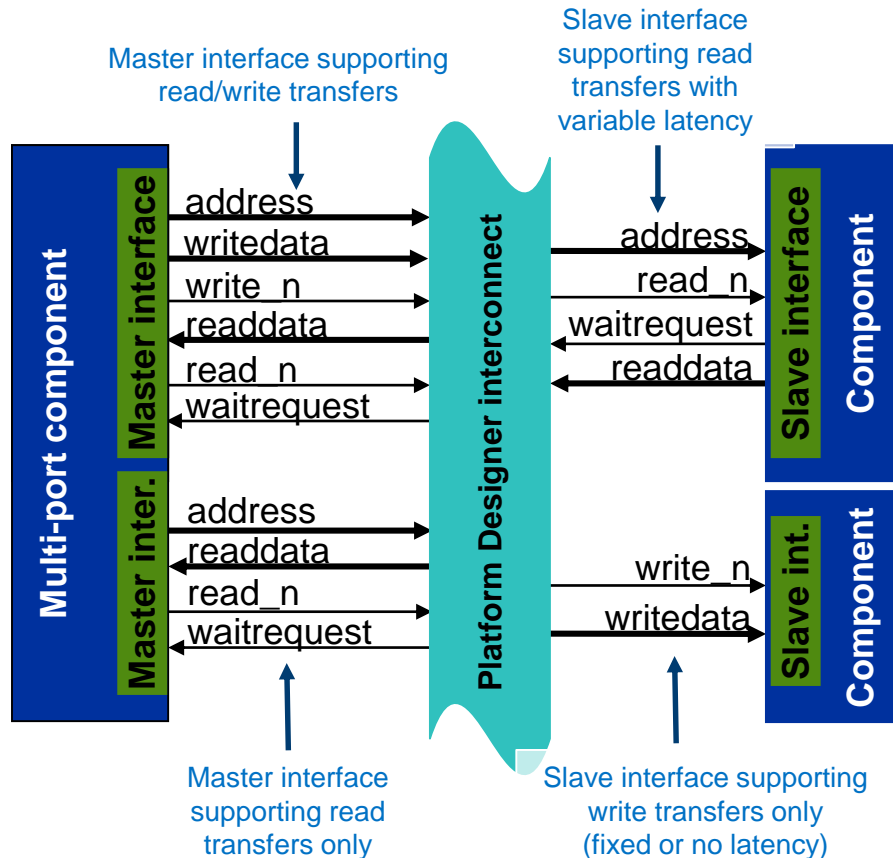 Master interface supporting
read/write transfers
Slave interface
supporting read
transfers with
variable latency
Multi-port component
Master interface
address
writedata
write_n
readdata
read_n
waitrequest
Master inter.
address
readdata
read_n
waitrequest
Platform Designer interconnect
address
read_n
waitrequest
readdata
Slave interface
Component
write_n
writedata
Slave int.
Component
Master interface
supporting read
transfers only
Slave interface supporting
write transfers only
(fixed or no latency)